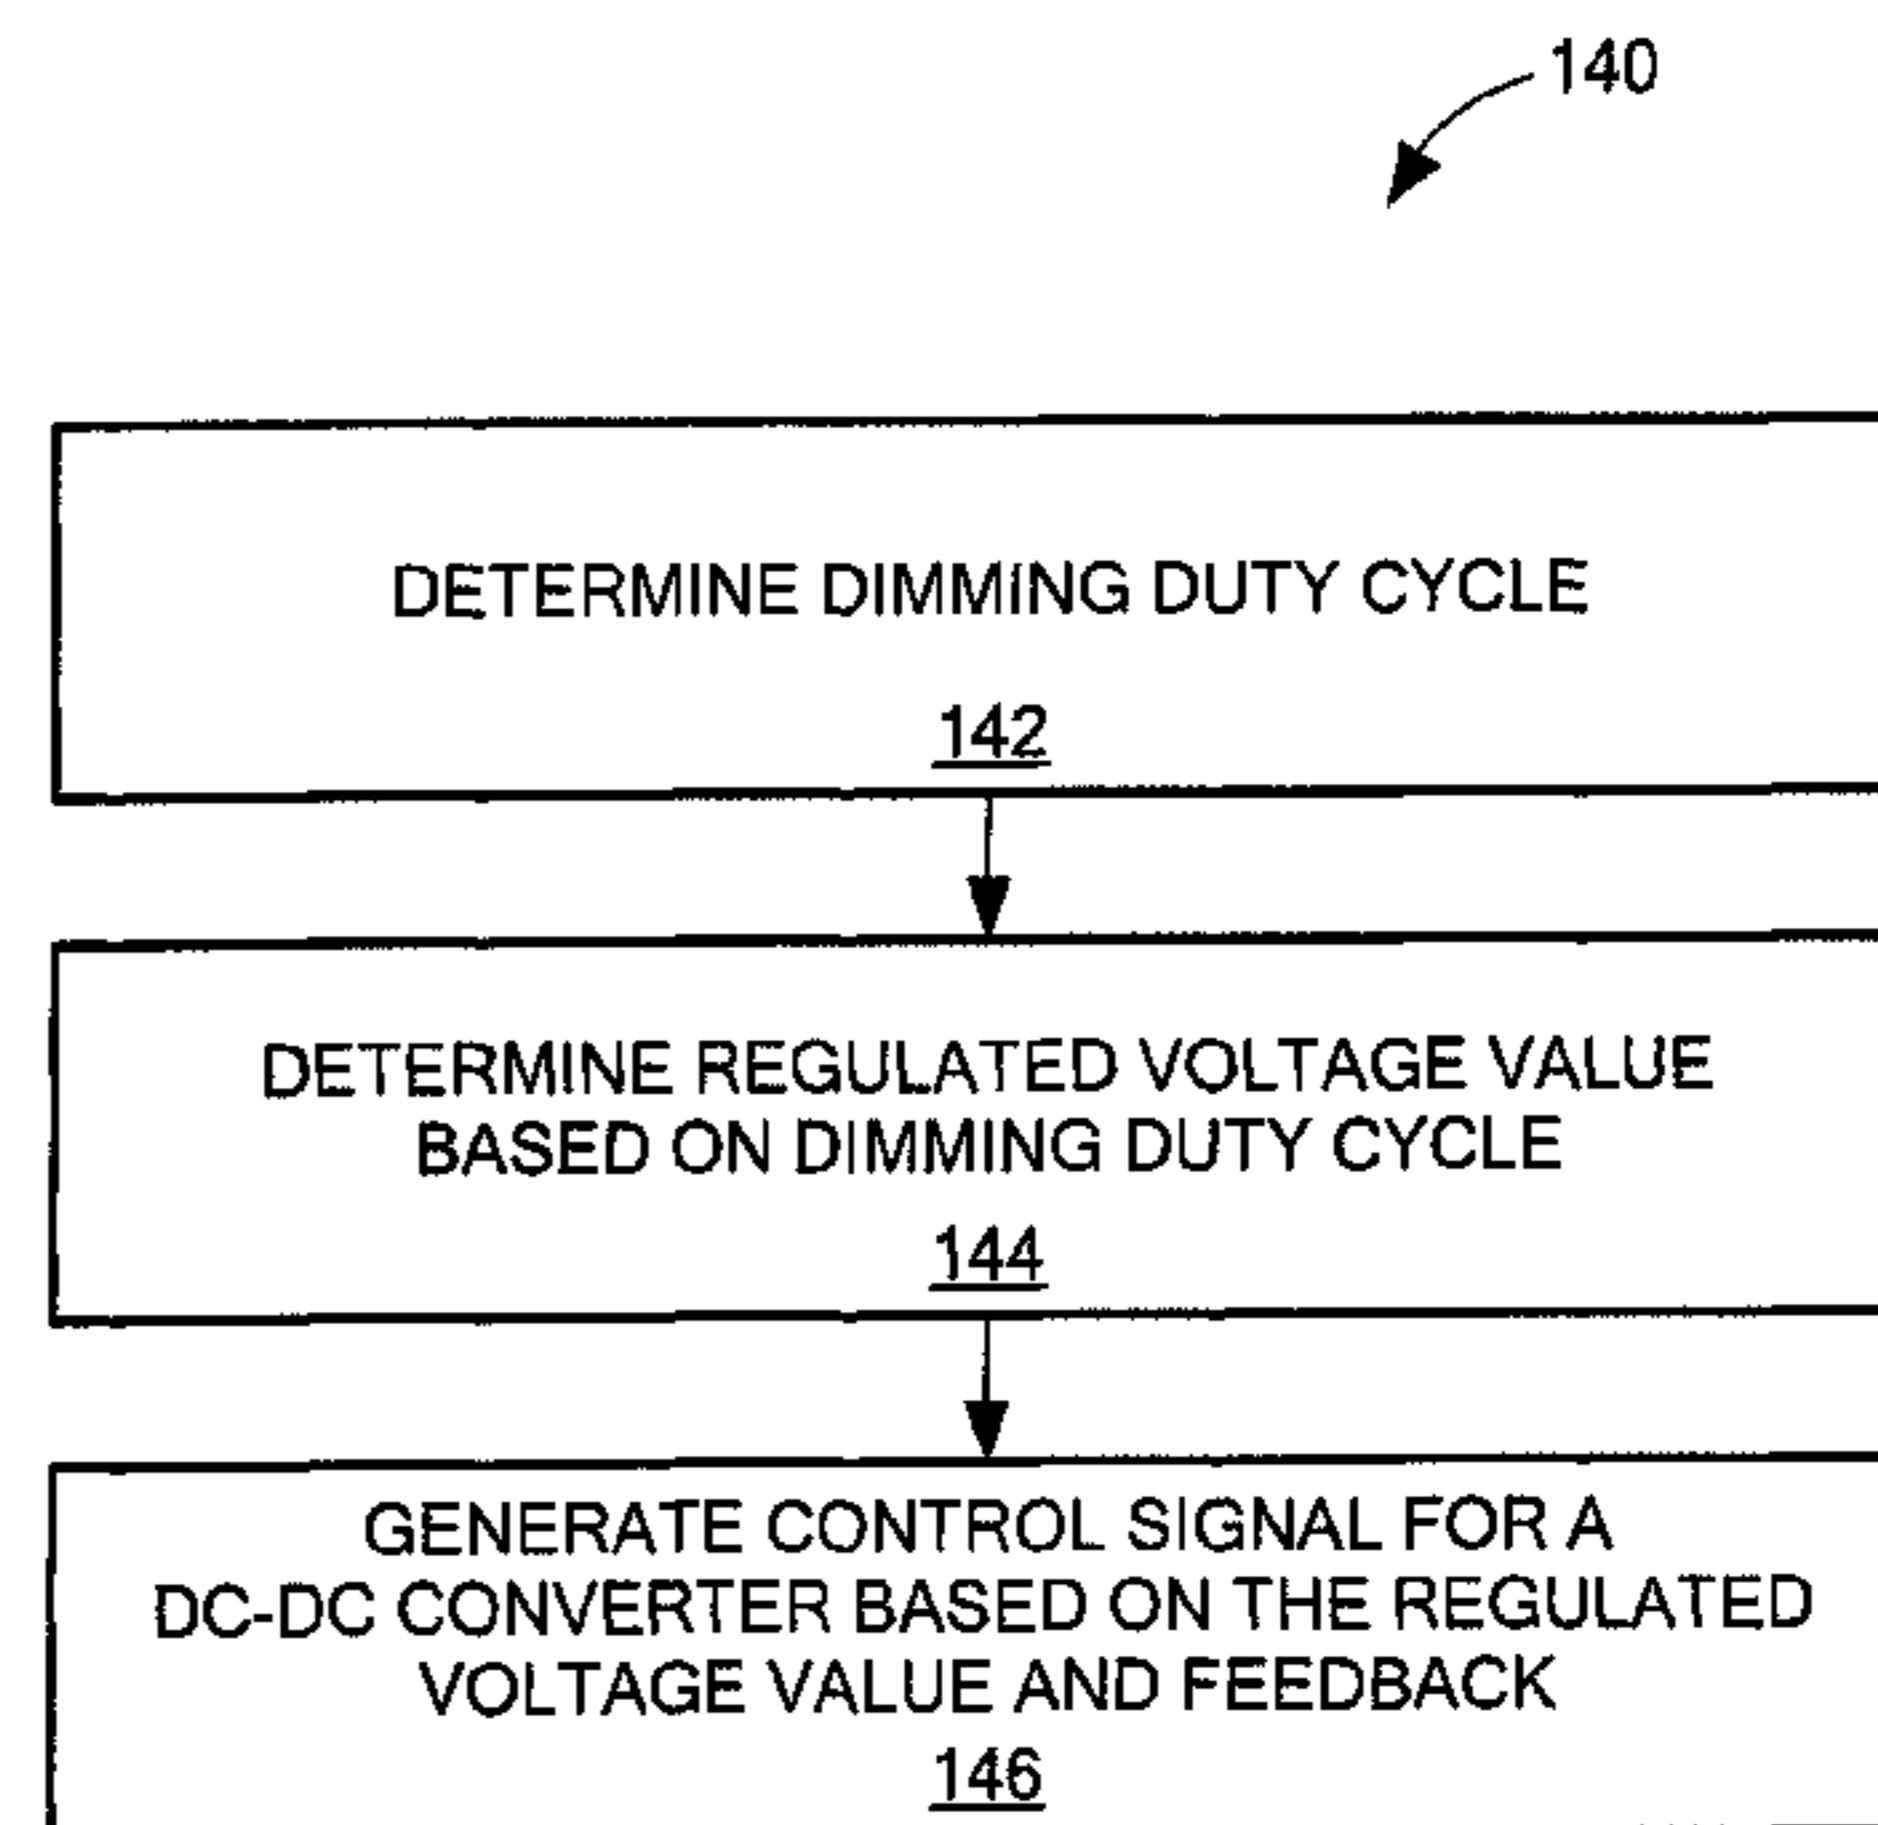 140
DETERMINE DIMMING DUTY CYCLE
142
DETERMINE REGULATED VOLTAGE VALUE
BASED ON DIMMING DUTY CYCLE
144
GENERATE CONTROL SIGNAL FOR A
DC-DC CONVERTER BASED ON THE REGULATED
VOLTAGE VALUE AND FEEDBACK
146